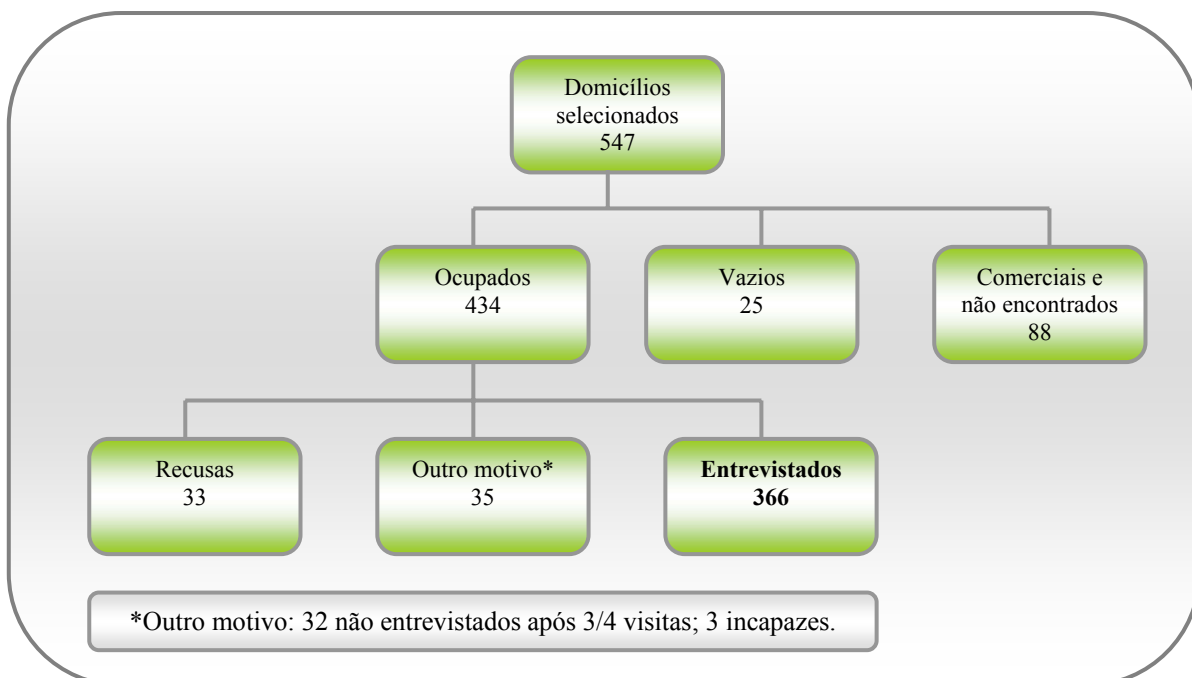 Domicílios
selecionados
547
Ocupados
434
Vazios
25
Comerciais e
não encontrados
88
Recusas
33
Outro motivo*
35
Entrevistados
366
*Outro motivo: 32 não entrevistados após 3/4 visitas; 3 incapazes.